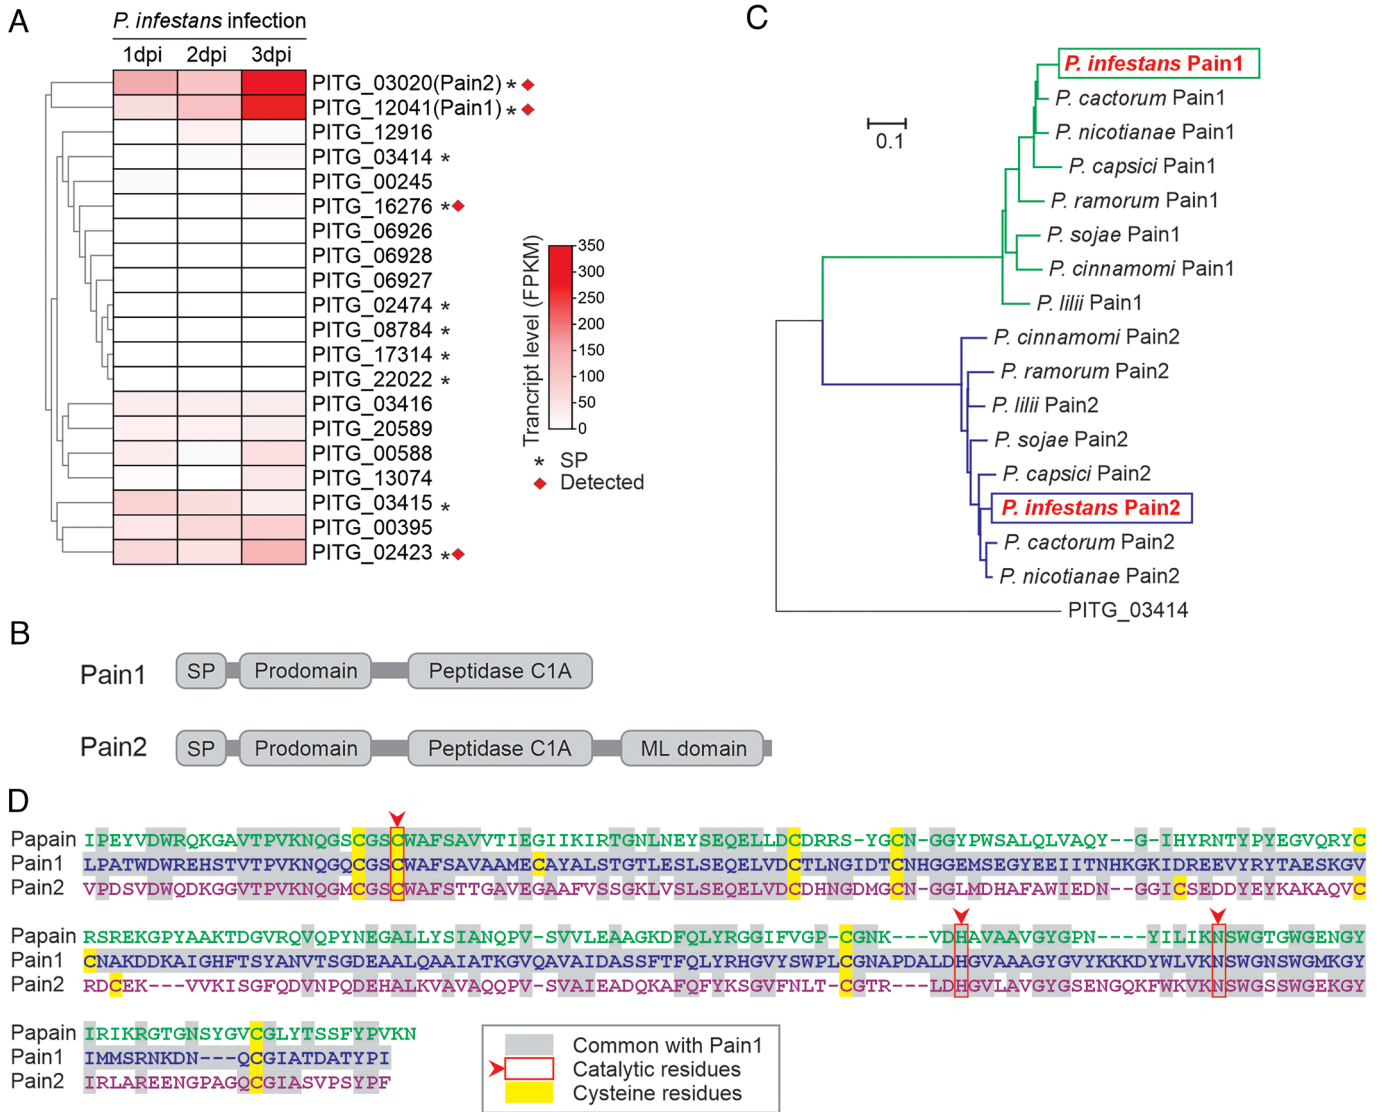 A
P. infestans infection
1dpi 2dpi 3dpi
PITG_03020(Pain2) *
PITG_12041(Pain1) *
PITG_12916
PITG_03414 *
PITG_00245
PITG_16276 *
PITG_06926
PITG_06928
PITG_06927
PITG_02474 *
PITG_08784 *
PITG_17314 *
PITG_22022 *
PITG_03416
PITG_20589
PITG_00588
PITG_13074
PITG_03415 *
PITG_00395
PITG_02423 *
Trancript level (FPKM)
350
300
250
200
150
100
50
0
* SP
Detected
C
0.1
P. infestans Pain1
P. cactorum Pain1
P. nicotianae Pain1
P. capsici Pain1
P. ramorum Pain1
P. sojae Pain1
P. cinnamomi Pain1
P. lilii Pain1
P. cinnamomi Pain2
P. ramorum Pain2
P. lilii Pain2
P. sojae Pain2
P. capsici Pain2
P. infestans Pain2
P. cactorum Pain2
P. nicotianae Pain2
PITG_03414
B
Pain1 SP Prodomain Peptidase C1A
Pain2 SP Prodomain Peptidase C1A ML domain
D
Papain IPEYVDWRQKGAVTPVKNQGSCGSCWAFSAVVTIEGIIKIRTGNLNEYSEQELLDCDRRS-YGCN-GGYPWSALQLVAQY--G-IHYRNTYPYEGVQRYC
Pain1 LPATWDWREHSTVTPVKNQGQCGSCWAFSAVAAMECAYALSTGTLESLSEQELVDCTLNGIDTCNHGGEMSEGYEEIITNHKGKIDREEVYRYTAESKGV
Pain2 VPDSVDWQDKGGVTPVKNQGMCGSCWAFSTTGAVEGAAFVSSGKLVSLSEQELVDCDHNGDMGCN-GGLMDHAFAWIEDN--GGICSEDDYEYKAKAQVC
Papain RSREKGPYAAKTDGVRQVQPYNEGALLYSIANQPV-SVVLEAAGKDFQLYRGGIFVGP-CGNK---VDHAVAAVGYGPN----YILIKNSWGTGWGENGY
Pain1 CNAKDDKAIGHFTSYANVTSGDEAALQAAIATKGVQAVAIDASSFTFQLYRHGVYSWPLCGNAPDALDHGVAAAGYGVYKKKDYWLVKNSWGNSWGMKGY
Pain2 RDCEK---VVKISGFQDVNPQDEHALKVAVAQQPV-SVAIEADQKAFQFYKSGVFNLT-CGTR---LDHGVLAVGYGSENGQKFWKVKNSWGSSWGEKGY
Papain IRIKRGTGNSYGVCGLYTSSFYPVKN
Pain1 IMMSRNKDN---QCGIATDATYPI
Pain2 IRLAREENGPAGQCGIASVPSYPF
Common with Pain1
Catalytic residues
Cysteine residues